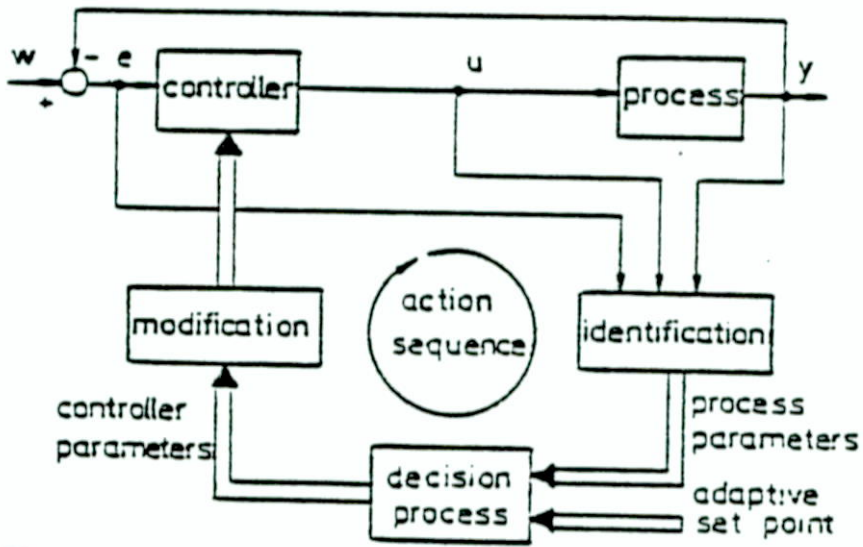 w
+
-
e
controller
u
process
y
modification
action
sequence
identification
controller
parameters
process
parameters
decision
process
adaptive
set point